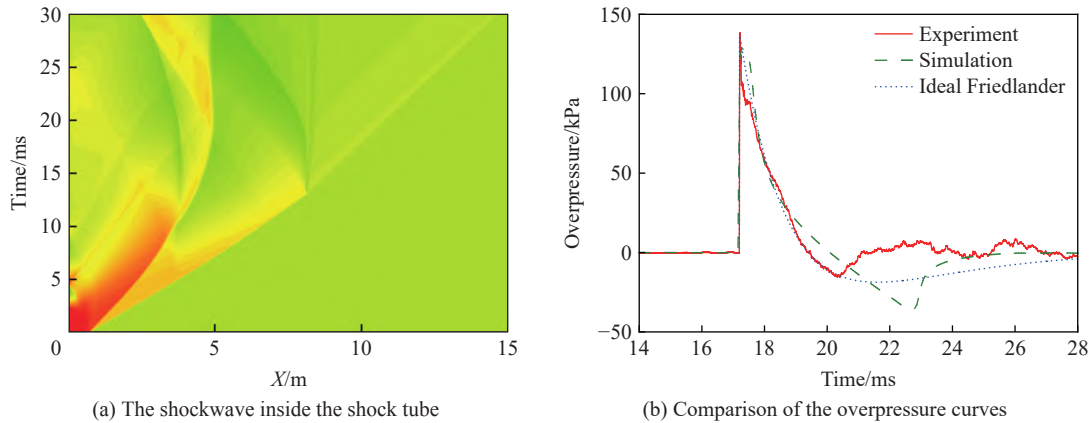 30
25
20
15
10
5
0
5
10
15
Time/ms
X/m
(a) The shockwave inside the shock tube
150
100
50
0
−50
14
16
18
20
22
24
26
28
Overpressure/kPa
Time/ms
Experiment
Simulation
Ideal Friedlander
(b) Comparison of the overpressure curves